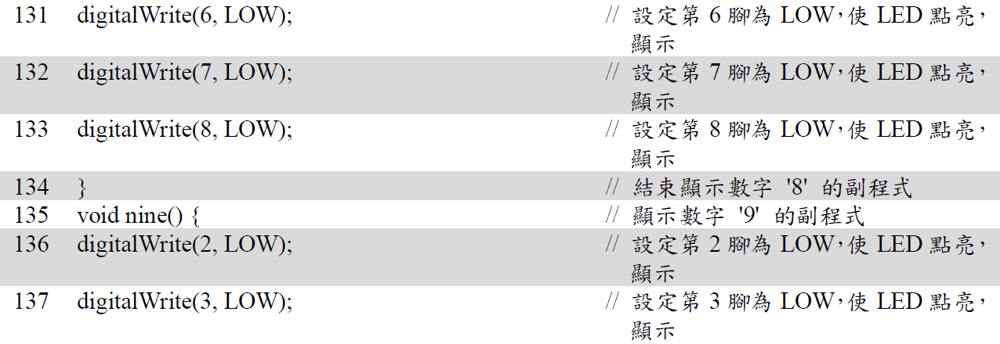 131 digitalWrite(6, LOW); // 設定第 6 腳為 LOW，使 LED 點亮，
顯示
132 digitalWrite(7, LOW); // 設定第 7 腳為 LOW，使 LED 點亮，
顯示
133 digitalWrite(8, LOW); // 設定第 8 腳為 LOW，使 LED 點亮，
顯示
134 } // 結束顯示數字 '8' 的副程式
135 void nine() { // 顯示數字 '9' 的副程式
136 digitalWrite(2, LOW); // 設定第 2 腳為 LOW，使 LED 點亮，
顯示
137 digitalWrite(3, LOW); // 設定第 3 腳為 LOW，使 LED 點亮，
顯示